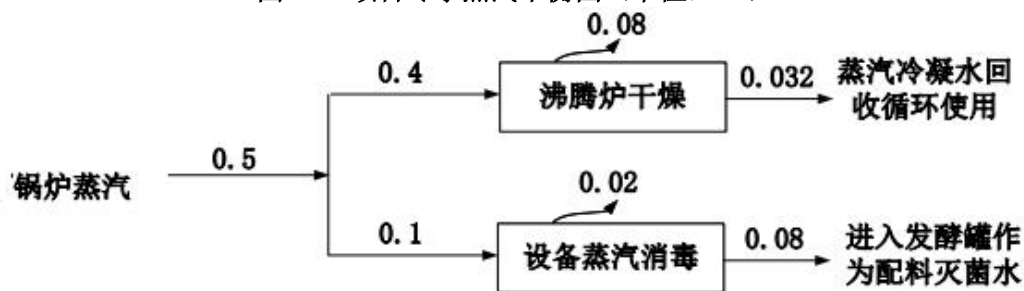 0.08
0.4
沸腾炉干燥
0.032
蒸汽冷凝水回
收循环使用
锅炉蒸汽
0.5
0.02
0.1
设备蒸汽消毒
0.08
进入发酵罐作
为配料灭菌水